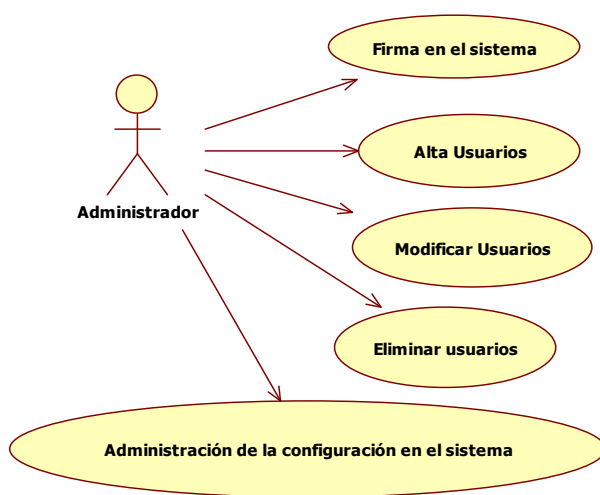 Firma en el sistema
Alta Usuarios
Administrador
Modificar Usuarios
Eliminar usuarios
Administración de la configuración en el sistema